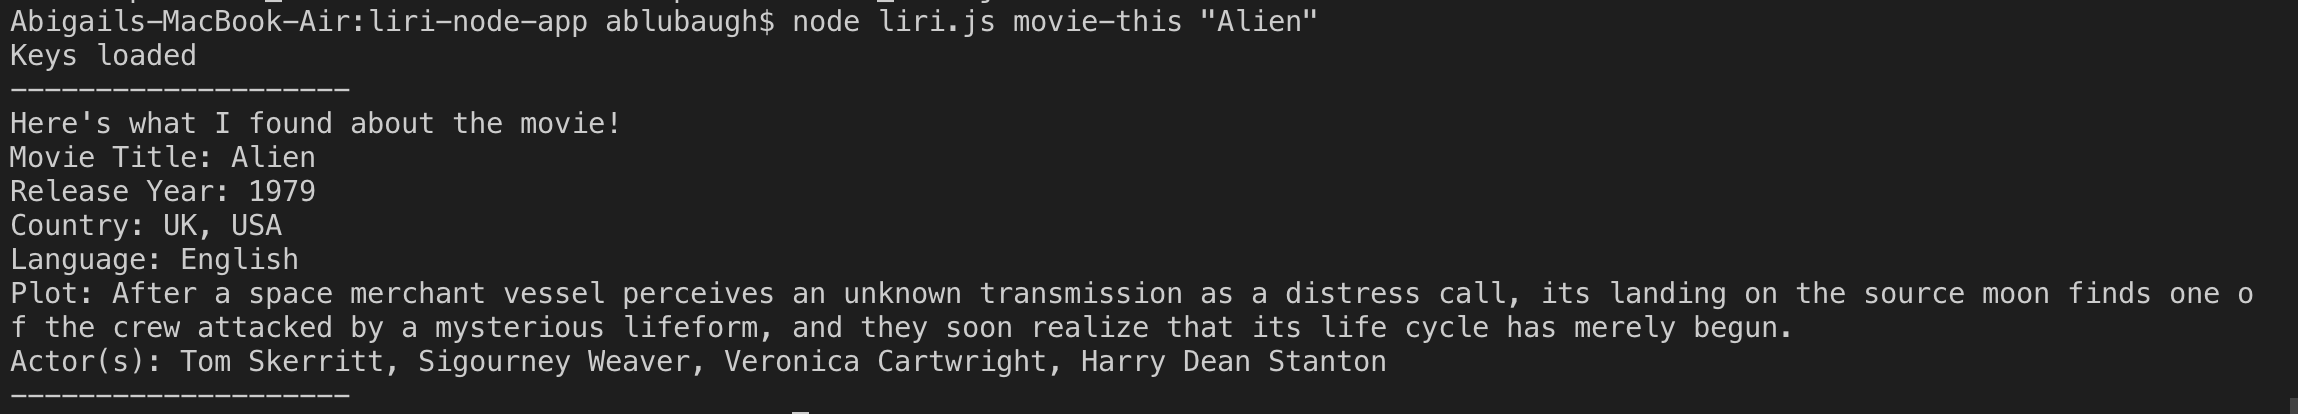 Abigails-MacBook-Air:liri-node-app ablubaugh$ node liri.js movie-this "Alien"
Keys loaded
--------------------
Here's what I found about the movie!
Movie Title: Alien
Release Year: 1979
Country: UK, USA
Language: English
Plot: After a space merchant vessel perceives an unknown transmission as a distress call, its landing on the source moon finds one o
f the crew attacked by a mysterious lifeform, and they soon realize that its life cycle has merely begun.
Actor(s): Tom Skerritt, Sigourney Weaver, Veronica Cartwright, Harry Dean Stanton
--------------------